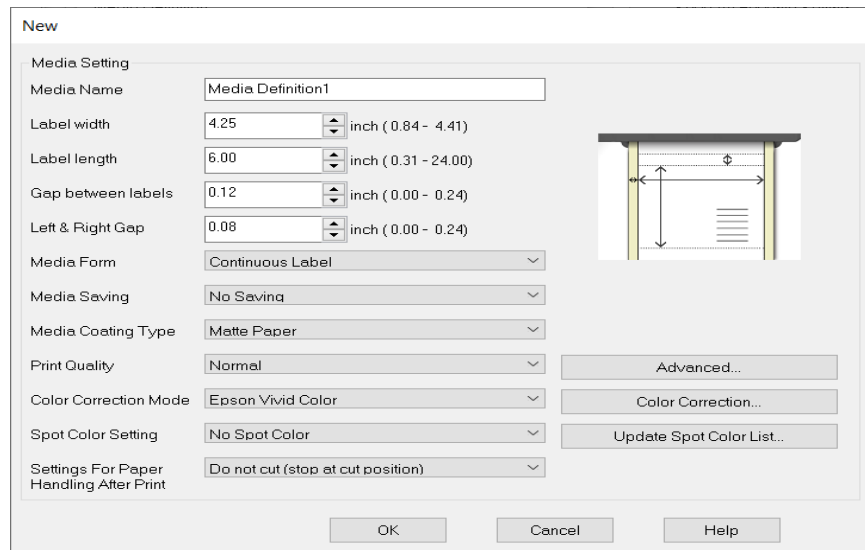 New
Media Setting
Media Name Media Definition1
Label width 4.25 inch ( 0.84 - 4.41)
Label length 6.00 inch ( 0.31 - 24.00)
Gap between labels 0.12 inch ( 0.00 - 0.24)
Left & Right Gap 0.08 inch ( 0.00 - 0.24)
Media Form Continuous Label
Media Saving No Saving
Media Coating Type Matte Paper
Print Quality Normal Advanced...
Color Correction Mode Epson Vivid Color Color Correction...
Spot Color Setting No Spot Color Update Spot Color List...
Settings For Paper Do not cut (stop at cut position)
Handling After Print
OK Cancel Help